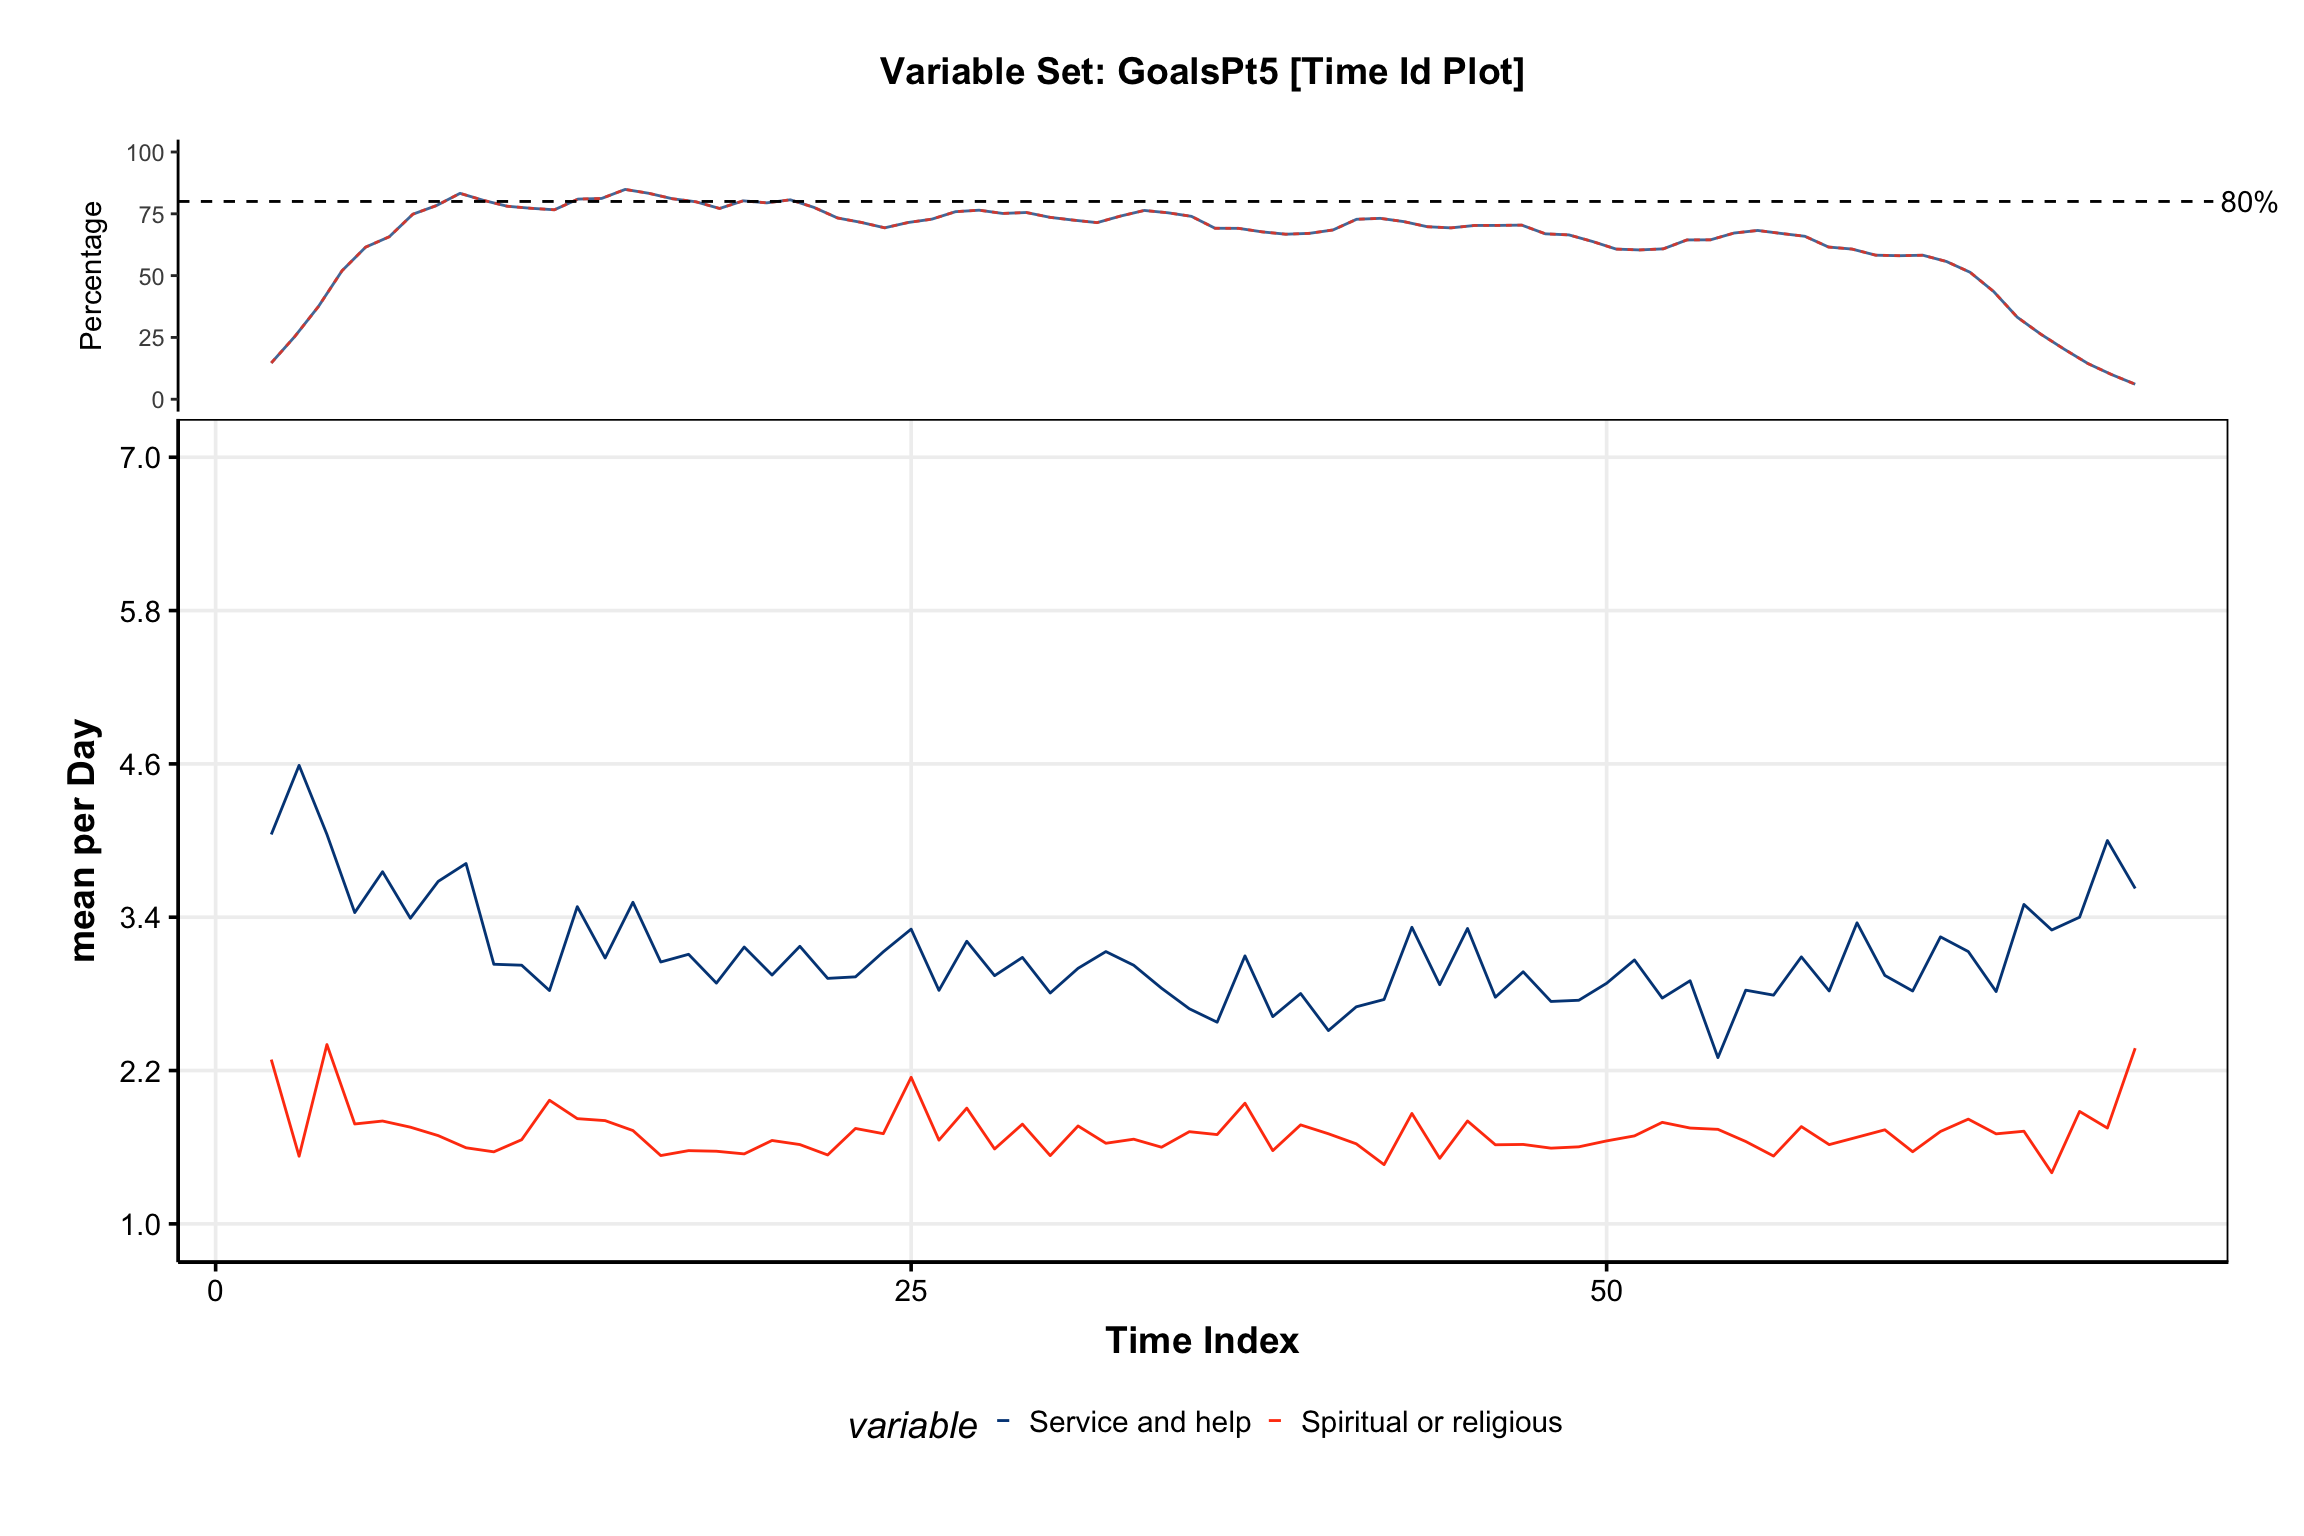 Variable Set: GoalsPt5 [Time Id Plot]
Percentage
100
75
50
25
0
80%
mean per Day
7.0
5.8
4.6
3.4
2.2
1.0
0 25 50
Time Index
variable Service and help Spiritual or religious